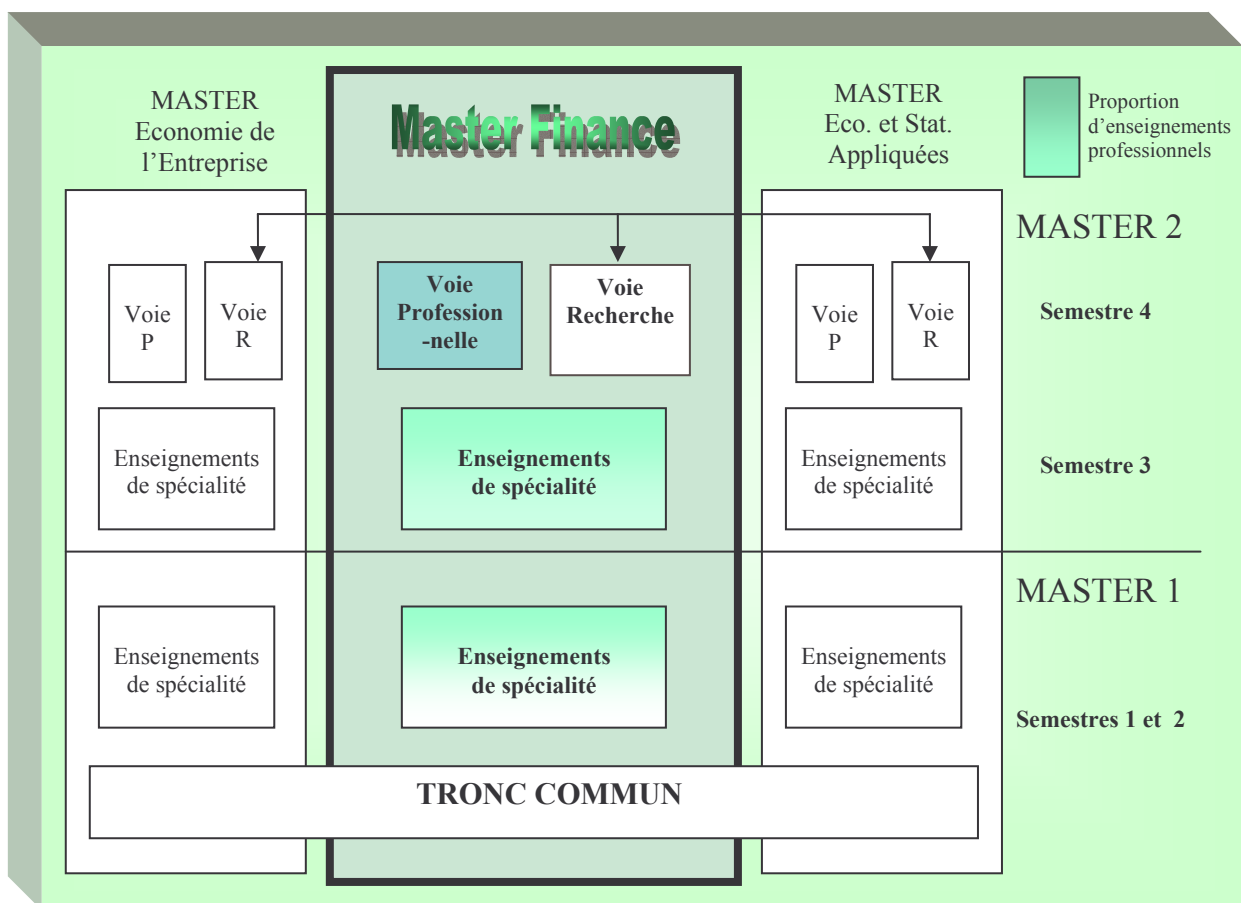 MASTER
Economie de
l'Entreprise
Master Finance
MASTER
Eco. et Stat.
Appliquées
Proportion
d'enseignements
professionnels
MASTER 2
Voie
P
Voie
R
Voie
Profession
-nelle
Voie
Recherche
Voie
P
Voie
R
Semestre 4
Enseignements
de spécialité
Enseignements
de spécialité
Enseignements
de spécialité
Semestre 3
MASTER 1
Enseignements
de spécialité
Enseignements
de spécialité
Enseignements
de spécialité
Semestres 1 et 2
TRONC COMMUN